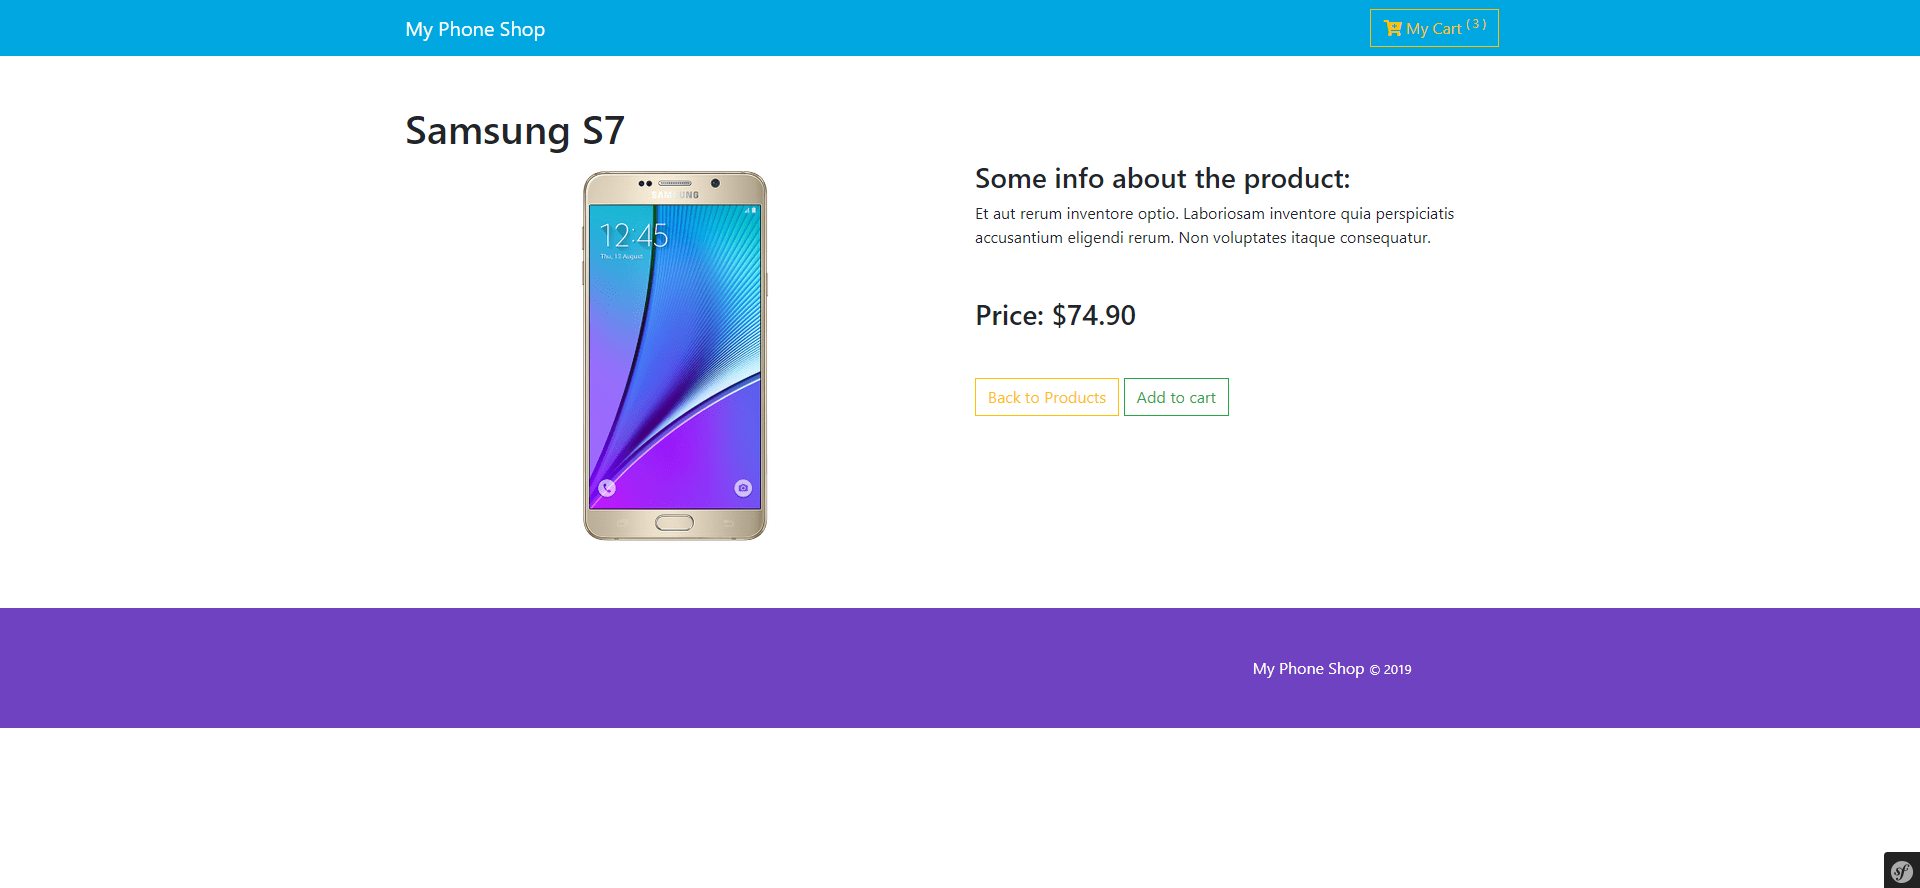 My Phone Shop
My Cart ( 3 )
Samsung S7
SAMSUNG
12:45
Thu, 13 August
Some info about the product:
Et aut rerum inventore optio. Laboriosam inventore quia perspiciatis
accusantium eligendi rerum. Non voluptates itaque consequatur.
Price: $74.90
Back to Products
Add to cart
My Phone Shop © 2019
sf